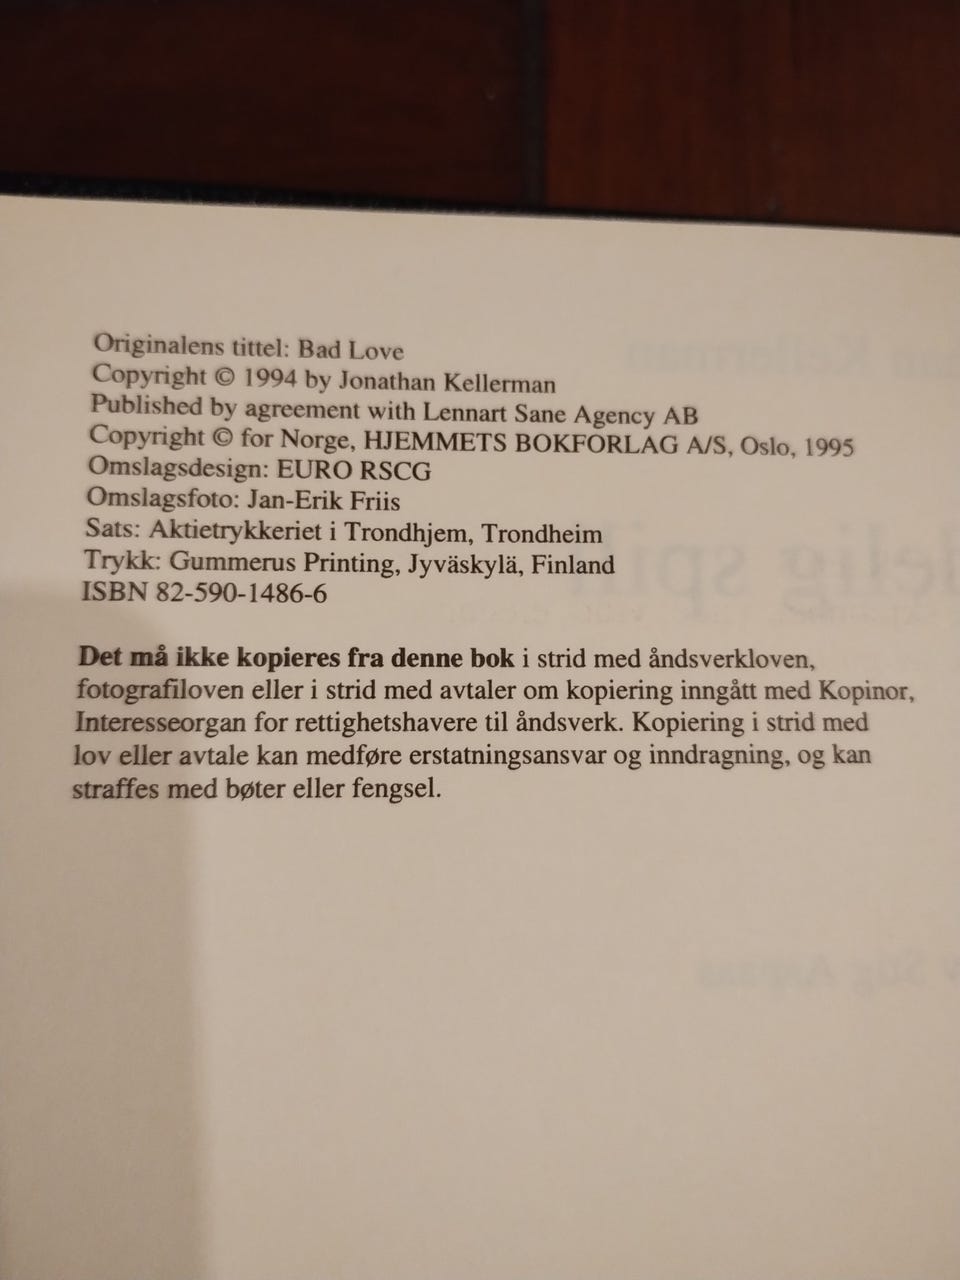 Originalens tittel: Bad Love
Copyright © 1994 by Jonathan Kellerman
Published by agreement with Lennart Sane Agency AB
Copyright © for Norge, HJEMMETS BOKFORLAG A/S, Oslo, 1995
Omslagsdesign: EURO RSCG
Omslagsfoto: Jan-Erik Friis
Sats: Aktietrykkeriet i Trondhjem, Trondheim
Trykk: Gummerus Printing, Jyväskylä, Finland
ISBN 82-590-1486-6
Det må ikke kopieres fra denne bok i strid med åndsverkloven,
fotografiloven eller i strid med avtaler om kopiering inngått med Kopinor,
Interesseorgan for rettighetshavere til åndsverk. Kopiering i strid med
lov eller avtale kan medføre erstatningsansvar og inndragning, og kan
straffes med bøter eller fengsel.